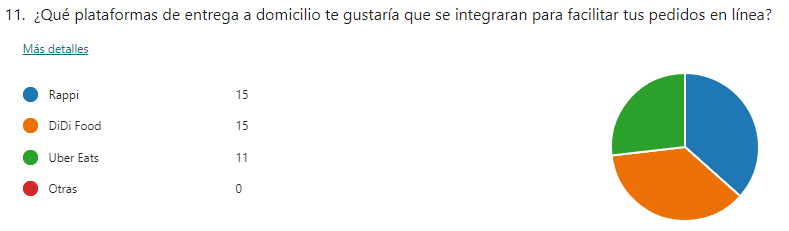 11. ¿Qué plataformas de entrega a domicilio te gustaría que se integraran para facilitar tus pedidos en línea?
Más detalles
Rappi 15
DiDi Food 15
Uber Eats 11
Otras 0